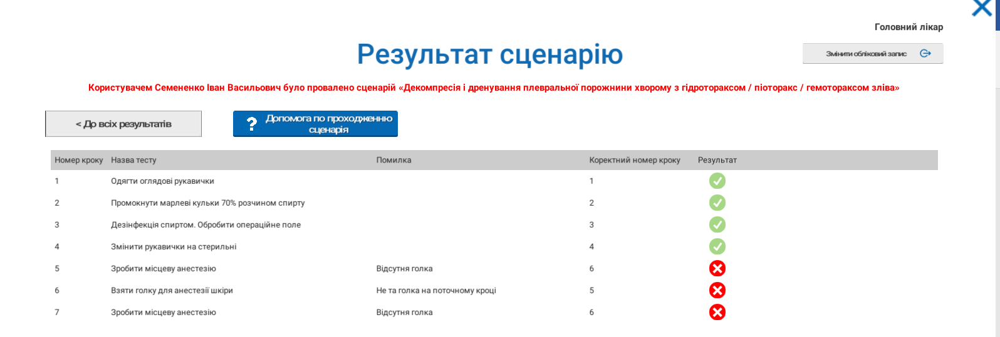 Головний лікар
Результат сценарію
Змінити обліковий запис
Користувачем Семененко Іван Васильович було провалено сценарій «Декомпресія і дренування плевральної порожнини хворому з гідротораксом / піоторакс / гемотораксом зліва»
< До всіх результатів
? Допомога по проходженню
сценарія
Номер кроку Назва тесту Помилка Коректний номер кроку Результат
1 Одягти оглядові рукавички 1
2 Промокнути марлеві кульки 70% розчином спирту 2
3 Дезінфекція спиртом. Обробити операційне поле 3
4 Змінити рукавички на стерильні 4
5 Зробити місцеву анестезію Відсутня голка 6
6 Взяти голку для анестезії шкіри Не та голка на поточному кроці 5
7 Зробити місцеву анестезію Відсутня голка 6